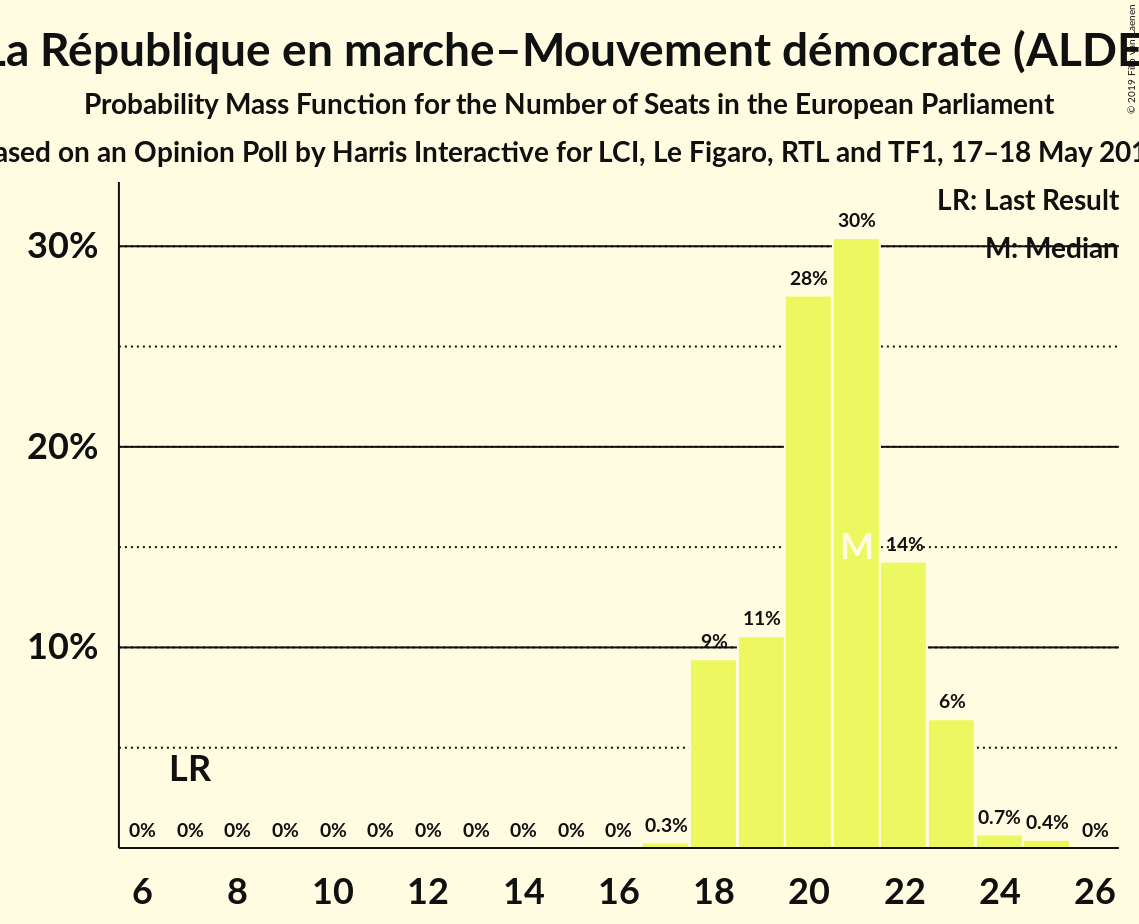 La République en marche–Mouvement démocrate (ALDE
Probability Mass Function for the Number of Seats in the European Parliament
ased on an Opinion Poll by Harris Interactive for LCI, Le Figaro, RTL and TF1, 17–18 May 201
© 2019
LR: Last Result
M: Median
30%
20%
10%
30%
28%
M
14%
11%
9%
6%
LR
0% 0% 0% 0% 0% 0% 0% 0% 0% 0% 0% 0.3% 0.7% 0.4% 0%
6 8 10 12 14 16 18 20 22 24 26